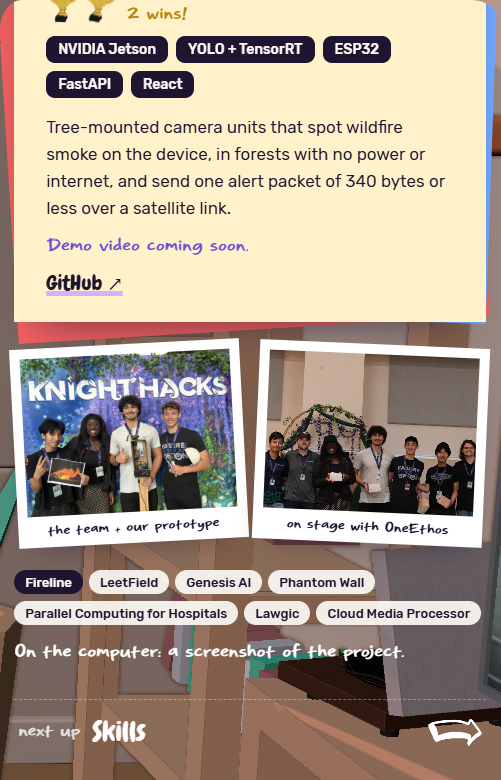 2 wins!
NVIDIA Jetson YOLO + TensorRT ESP32
FastAPI React
Tree-mounted camera units that spot wildfire
smoke on the device, in forests with no power or
internet, and send one alert packet of 340 bytes or
less over a satellite link.
Demo video coming soon.
GitHub ↗
KNIGHTHACKS
the team + our prototype
on stage with OneEthos
Fireline LeetField Genesis AI Phantom Wall
Parallel Computing for Hospitals Lawgic Cloud Media Processor
On the computer: a screenshot of the project.
next up Skills